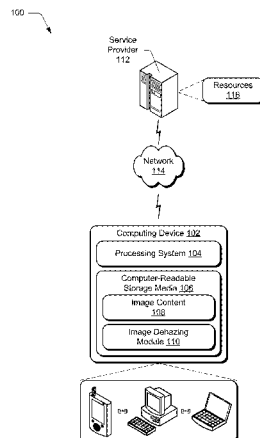 100
Service
Provider
112
Resources
116
Network
114
Computing Device 102
Processing System 104
Computer-Readable
Storage Media 106
Image Content
108
Image Dehazing
Module 110